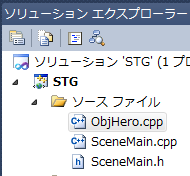 ソリューション エクスプローラー
ソリューション 'STG' (1 プロ
STG
ソース ファイル
ObjHero.cpp
SceneMain.cpp
SceneMain.h